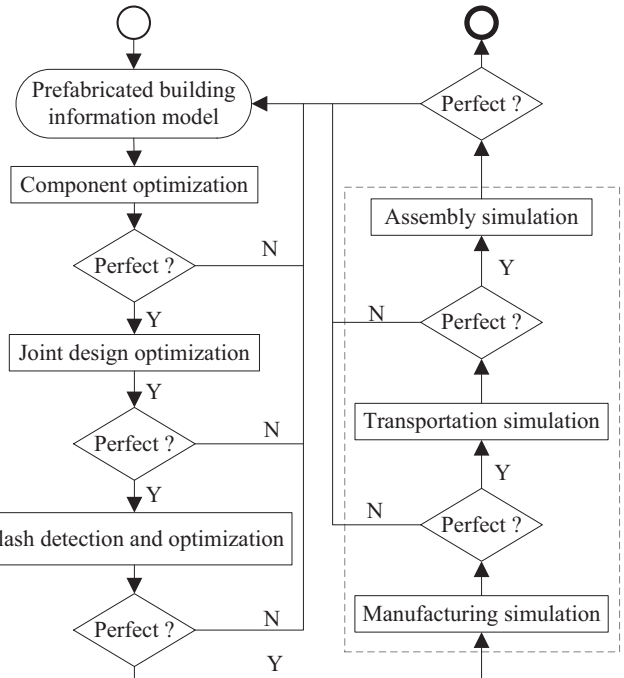 Prefabricated building
information model
Component optimization
Perfect ?
N
Y
Joint design optimization
Y
Perfect ?
N
Y
lash detection and optimization
Perfect ?
N
Y
Perfect ?
Assembly simulation
Y
N
Perfect ?
Transportation simulation
Y
N
Perfect ?
Manufacturing simulation